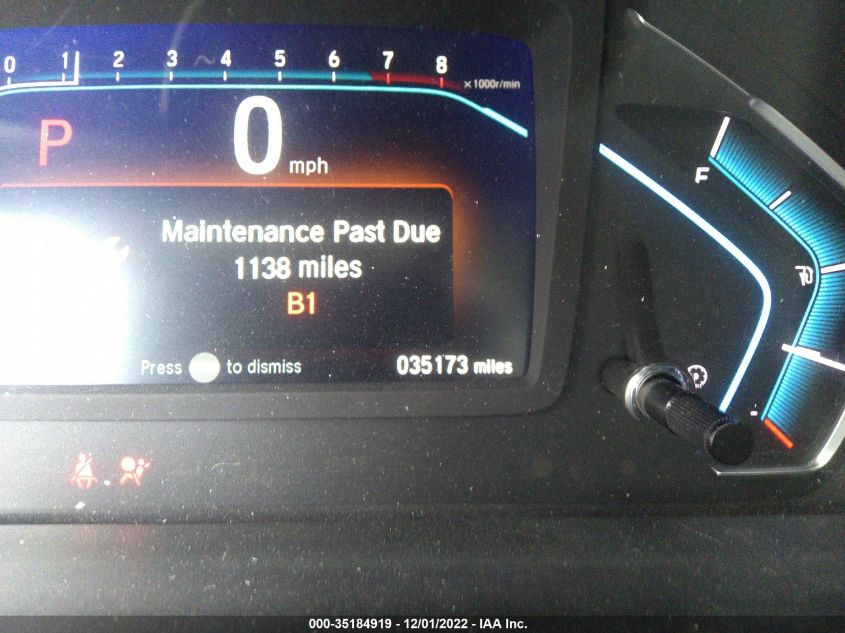 0 1 2 3 4 5 6 7 8
×1000r/min
P
0 mph
F
Maintenance Past Due
1138 miles
B1
Press to dismiss
035173 miles
000-35184919 - 12/01/2022 - IAA Inc.